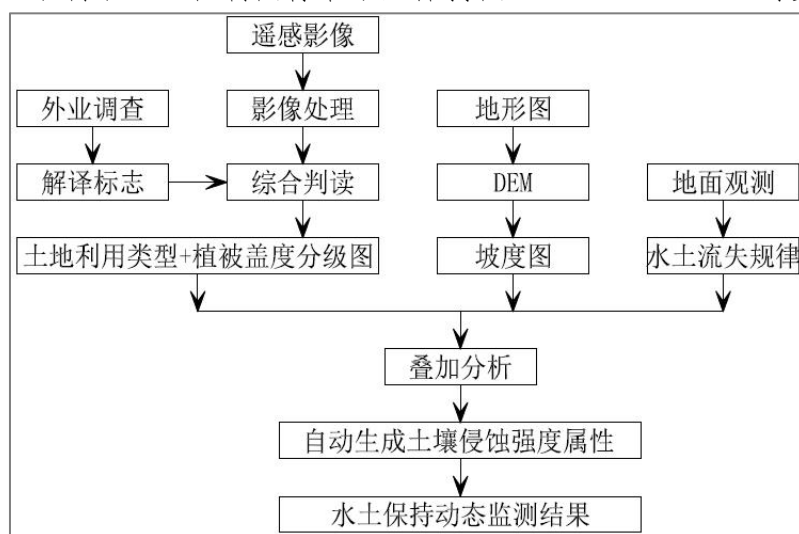 遥感影像
外业调查
影像处理
地形图
解译标志
综合判读
DEM
地面观测
土地利用类型+植被盖度分级图
坡度图
水土流失规律
叠加分析
自动生成土壤侵蚀强度属性
水土保持动态监测结果